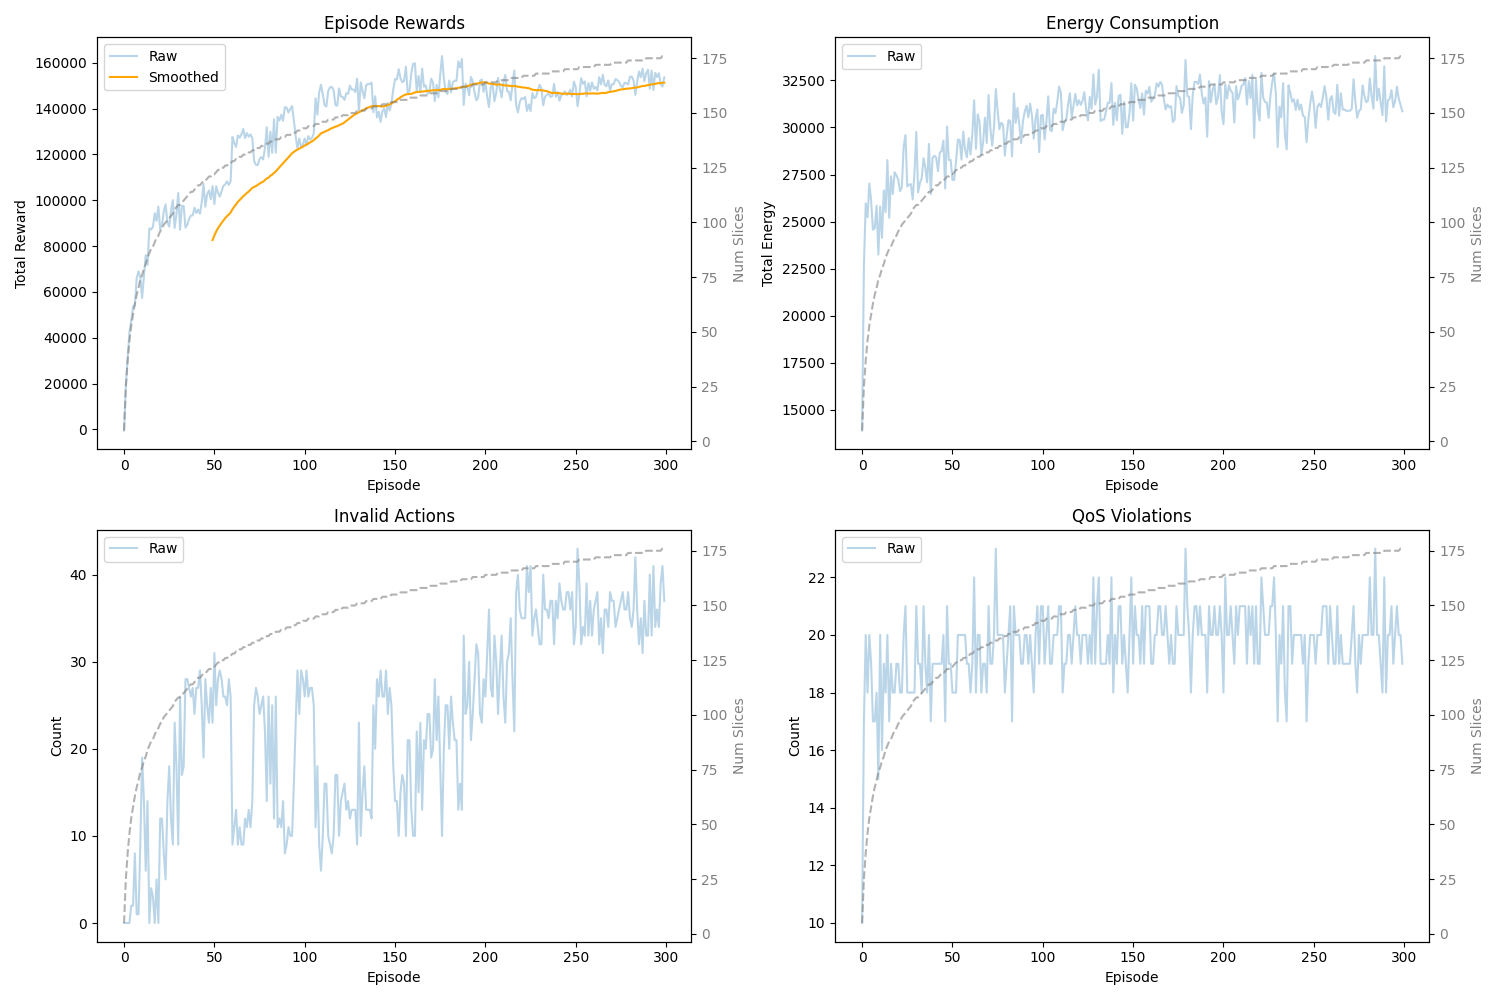 Episode Rewards
Raw
Smoothed
Total Reward
160000
140000
120000
100000
80000
60000
40000
20000
0
175
150
125
100
75
50
25
0
Num Slices
0 50 100 150 200 250 300
Episode
Energy Consumption
Raw
Total Energy
32500
30000
27500
25000
22500
20000
17500
15000
175
150
125
100
75
50
25
0
Num Slices
0 50 100 150 200 250 300
Episode
Invalid Actions
Raw
Count
40
30
20
10
0
175
150
125
100
75
50
25
0
Num Slices
0 50 100 150 200 250 300
Episode
QoS Violations
Raw
Count
22
20
18
16
14
12
10
175
150
125
100
75
50
25
0
Num Slices
0 50 100 150 200 250 300
Episode